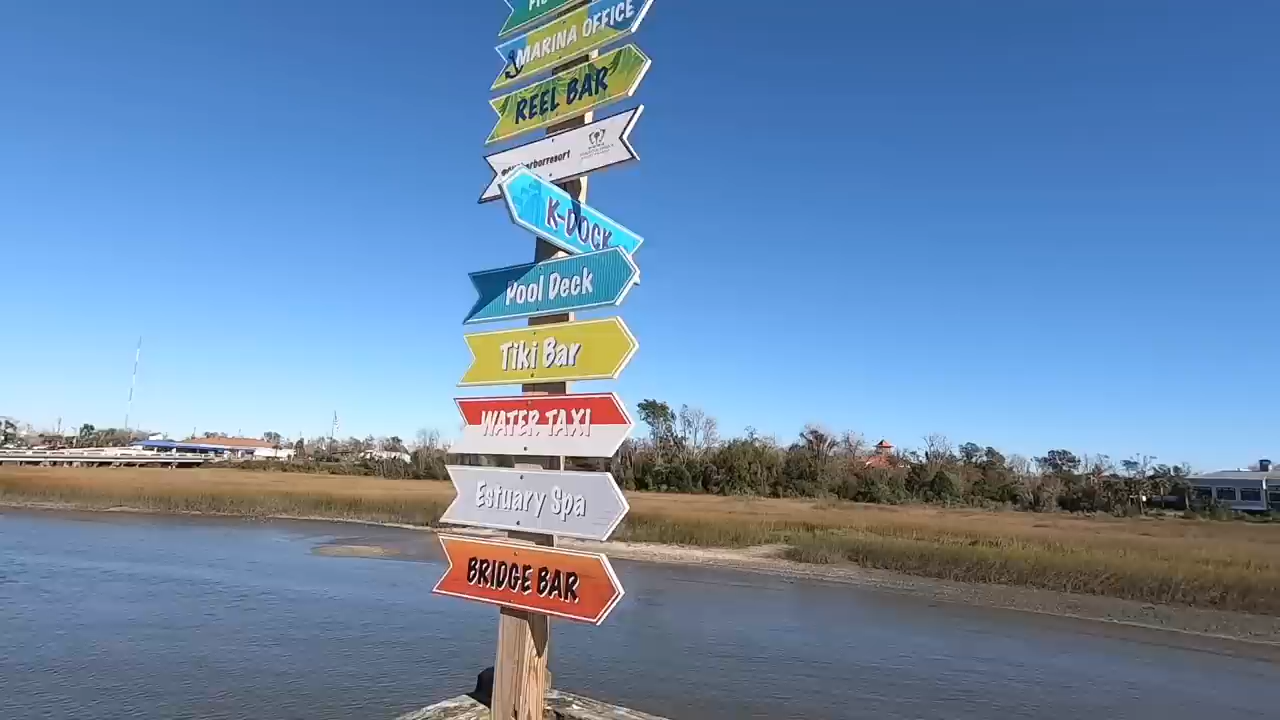 MARINA OFFICE
REEL BAR
K-DOCK
Pool Deck
Tiki Bar
WATER TAXI
Estuary Spa
BRIDGE BAR